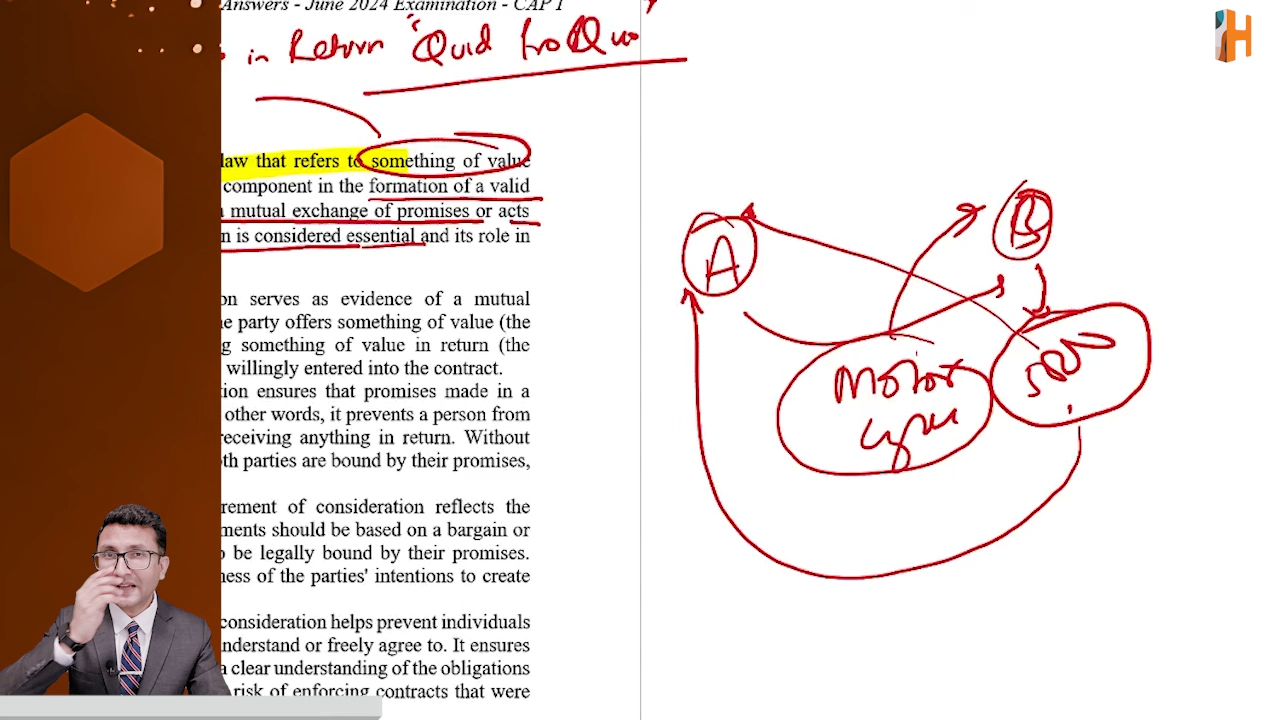 Answers - June 2024 Examination - CAP I
in Return "Quid Pro Quo
law that refers to something of value
component in the formation of a valid
mutual exchange of promises or acts
n is considered essential and its role in
on serves as evidence of a mutual
e party offers something of value (the
g something of value in return (the
willingly entered into the contract.
tion ensures that promises made in a
other words, it prevents a person from
receiving anything in return. Without
th parties are bound by their promises,
rement of consideration reflects the
ments should be based on a bargain or
o be legally bound by their promises.
ness of the parties' intentions to create
consideration helps prevent individuals
nderstand or freely agree to. It ensures
a clear understanding of the obligations
risk of enforcing contracts that were
A
B
Motor
H